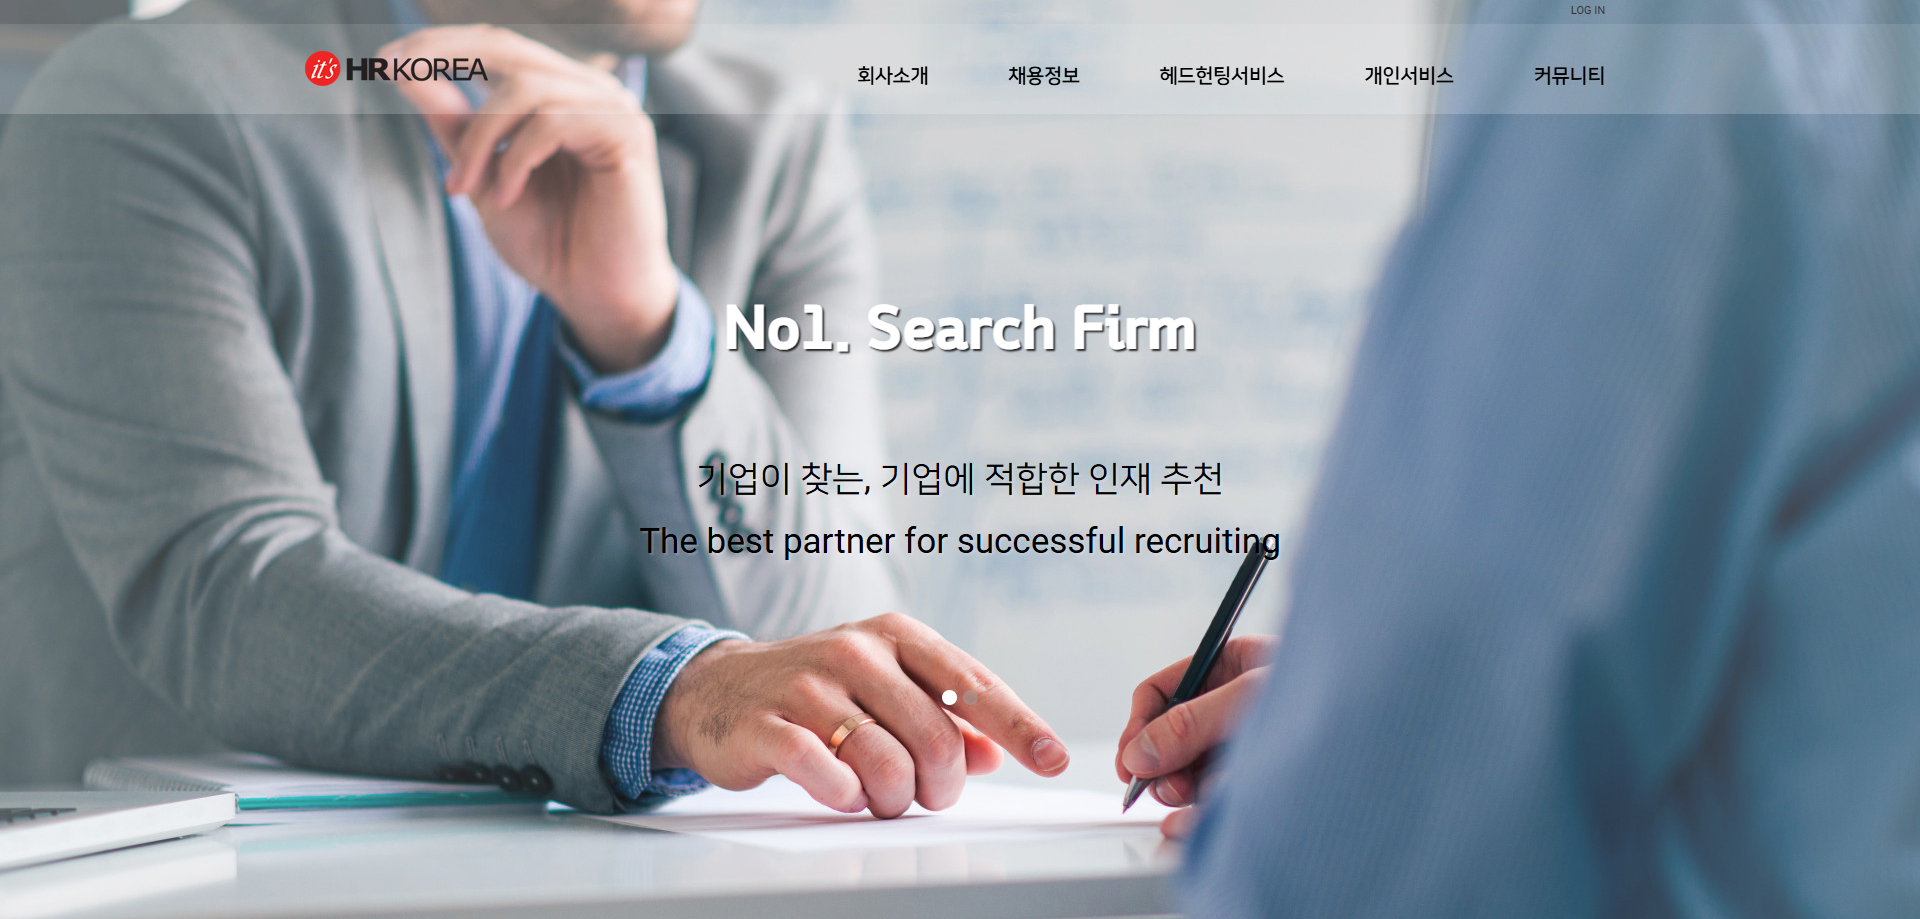 LOG IN
it's HR KOREA
회사소개 채용정보 헤드헌팅서비스 개인서비스 커뮤니티
No1. Search Firm
기업이 찾는, 기업에 적합한 인재 추천
The best partner for successful recruiting